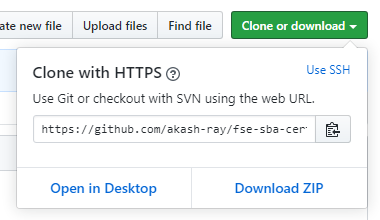 ate new file Upload files Find file Clone or download
Clone with HTTPS ?
Use SSH
Use Git or checkout with SVN using the web URL.
https://github.com/akash-ray/fse-sba-cer
Open in Desktop Download ZIP